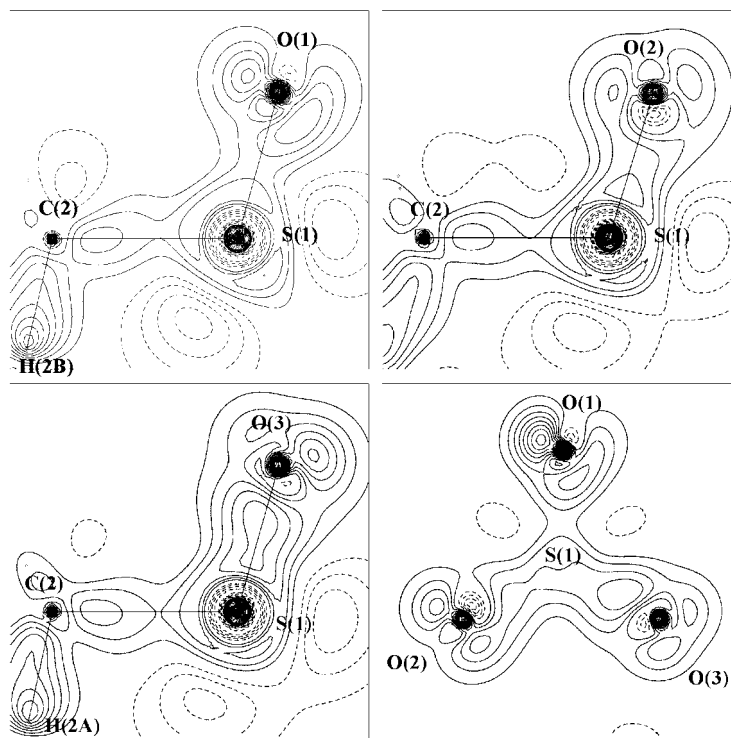 O(1)
C(2)
S(1)
H(2B)
O(2)
C(2)
S(1)
O(3)
C(2)
S(1)
H(2A)
O(1)
S(1)
O(2)
O(3)